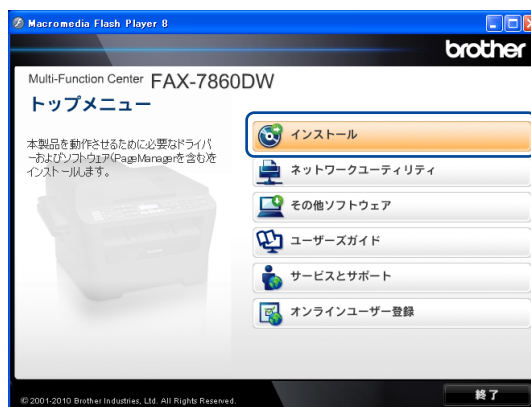 Macromedia Flash Player 8
brother
Multi-Function Center FAX-7860DW
トップメニュー
本製品を動作させるために必要なドライバ
ーおよびソフトウェア(PageManagerを含む)を
インストールします。
インストール
ネットワークユーティリティ
その他ソフトウェア
ユーザーズガイド
サービスとサポート
オンラインユーザー登録
© 2001-2010 Brother Industries, Ltd. All Rights Reserved.
終了